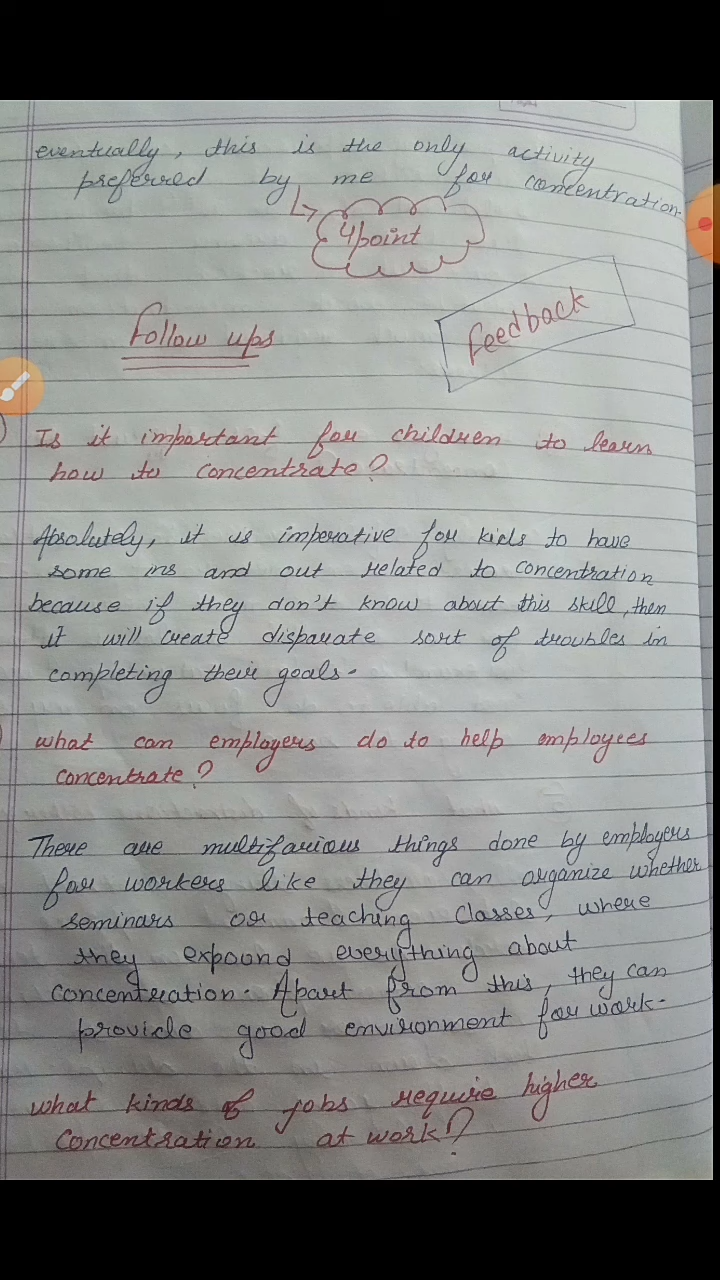 eventually, this is the only activity
preferred by me for concentration.
4point
Follow ups
Feedback
Is it important for children to learn
how to concentrate?
Absolutely, it is imperative for kids to have
some ins and out related to concentration
because if they don't know about this skill, then
it will create disparate sort of troubles in
completing their goals.
what can employers do to help employees
concentrate?
There are multifarious things done by employers
for workers like they can organize whether
seminars or teaching classes, where
they expound everything about
concentration. Apart from this, they can
provide good environment for work.
what kinds of jobs require higher
concentration at work?